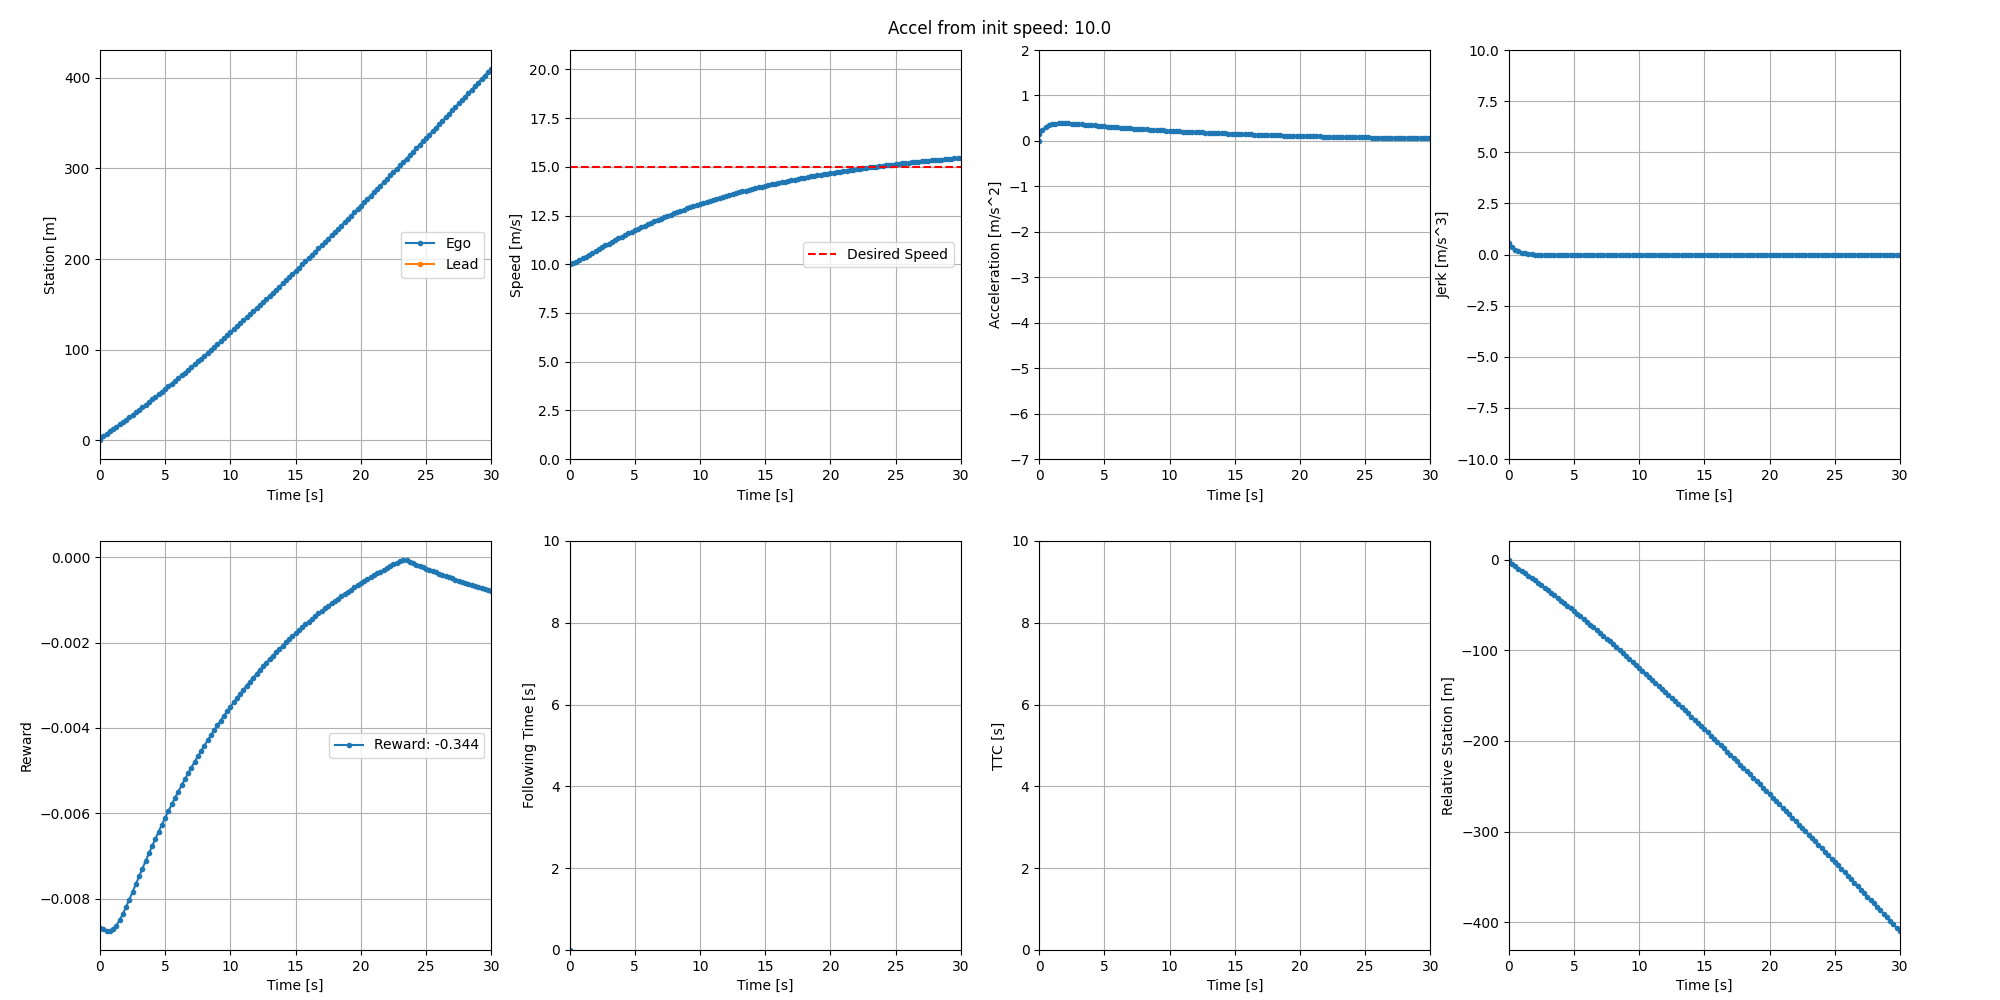 Accel from init speed: 10.0
400
300
200
100
0
Station [m]
Ego
Lead
0 5 10 15 20 25 30
Time [s]
20.0
17.5
15.0
12.5
10.0
7.5
5.0
2.5
0.0
Speed [m/s]
Desired Speed
0 5 10 15 20 25 30
Time [s]
2
1
0
−1
−2
−3
−4
−5
−6
−7
Acceleration [m/s^2]
0 5 10 15 20 25 30
Time [s]
10.0
7.5
5.0
2.5
0.0
−2.5
−5.0
−7.5
−10.0
Jerk [m/s^3]
0 5 10 15 20 25 30
Time [s]
0.000
−0.002
−0.004
−0.006
−0.008
Reward
Reward: -0.344
0 5 10 15 20 25 30
Time [s]
10
8
6
4
2
0
Following Time [s]
0 5 10 15 20 25 30
Time [s]
10
8
6
4
2
0
TTC [s]
0 5 10 15 20 25 30
Time [s]
0
−100
−200
−300
−400
Relative Station [m]
0 5 10 15 20 25 30
Time [s]